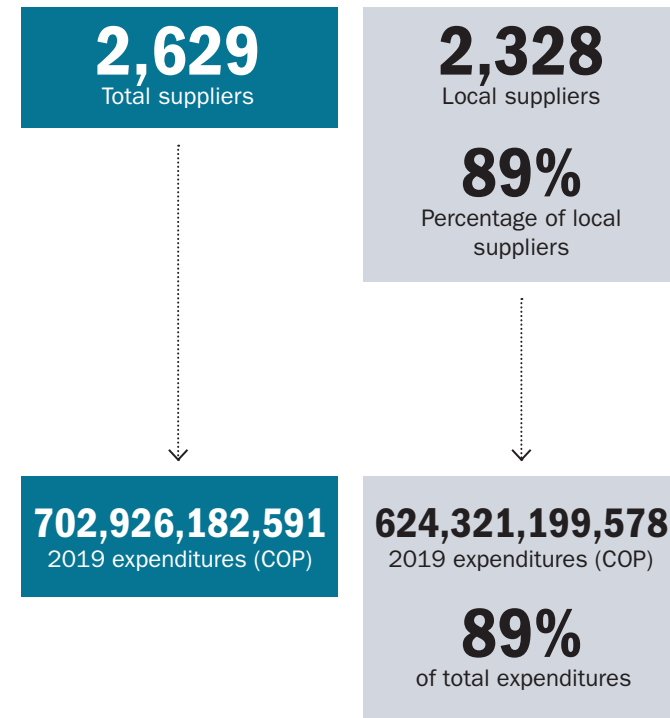 2,629
Total suppliers
702,926,182,591
2019 expenditures (COP)
2,328
Local suppliers
89%
Percentage of local
suppliers
624,321,199,578
2019 expenditures (COP)
89%
of total expenditures